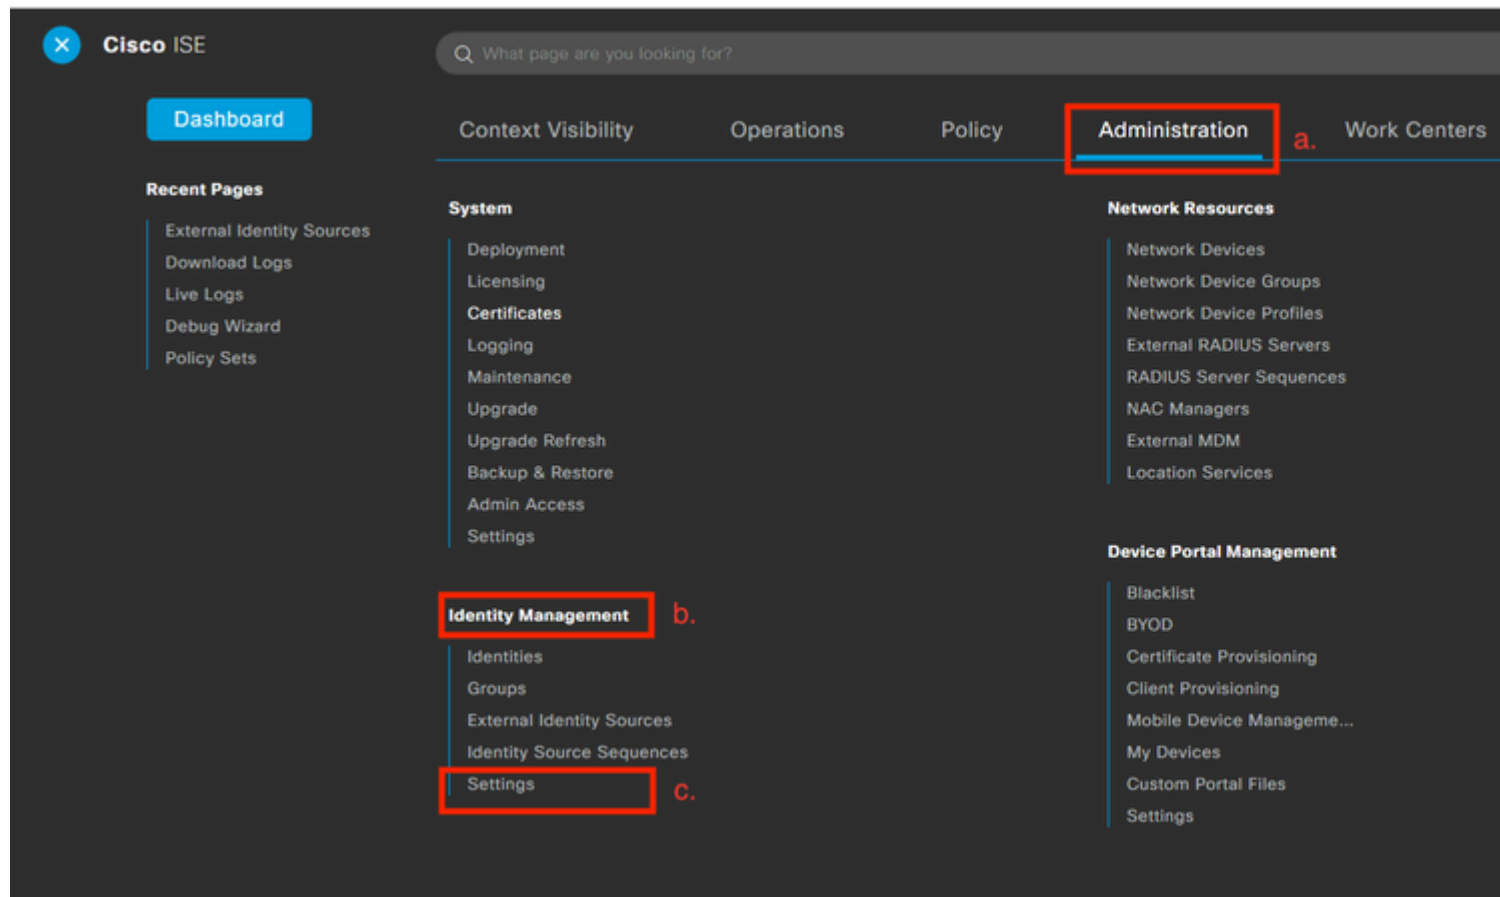 Cisco ISE
What page are you looking for?
Dashboard
Context Visibility
Operations
Policy
Administration
a.
Work Centers
Recent Pages
External Identity Sources
Download Logs
Live Logs
Debug Wizard
Policy Sets
System
Deployment
Licensing
Certificates
Logging
Maintenance
Upgrade
Upgrade Refresh
Backup & Restore
Admin Access
Settings
Identity Management
b.
Identities
Groups
External Identity Sources
Identity Source Sequences
Settings
c.
Network Resources
Network Devices
Network Device Groups
Network Device Profiles
External RADIUS Servers
RADIUS Server Sequences
NAC Managers
External MDM
Location Services
Device Portal Management
Blacklist
BYOD
Certificate Provisioning
Client Provisioning
Mobile Device Manageme...
My Devices
Custom Portal Files
Settings